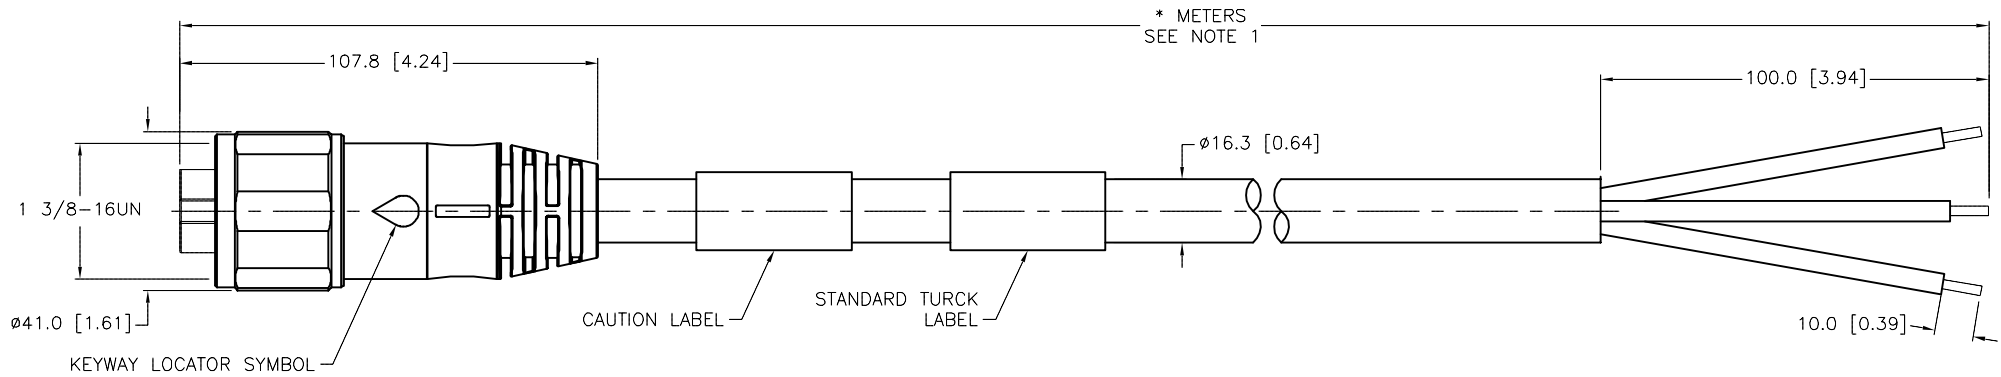 * METERS
SEE NOTE 1
107.8 [4.24]
100.0 [3.94]
ø16.3 [0.64]
1 3/8-16UN
ø41.0 [1.61]
STANDARD TURCK
LABEL
CAUTION LABEL
10.0 [0.39]
KEYWAY LOCATOR SYMBOL